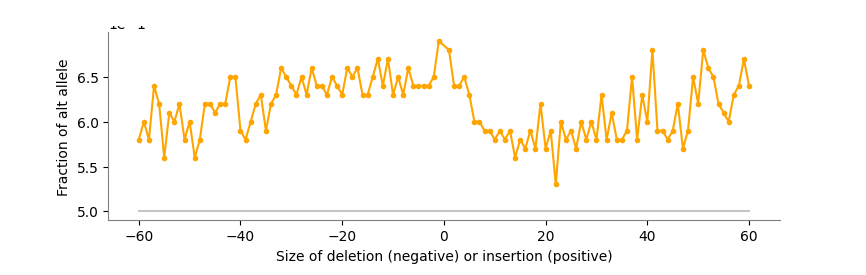 6.5
6.0
5.5
5.0
Fraction of alt allele
−60 −40 −20 0 20 40 60
Size of deletion (negative) or insertion (positive)